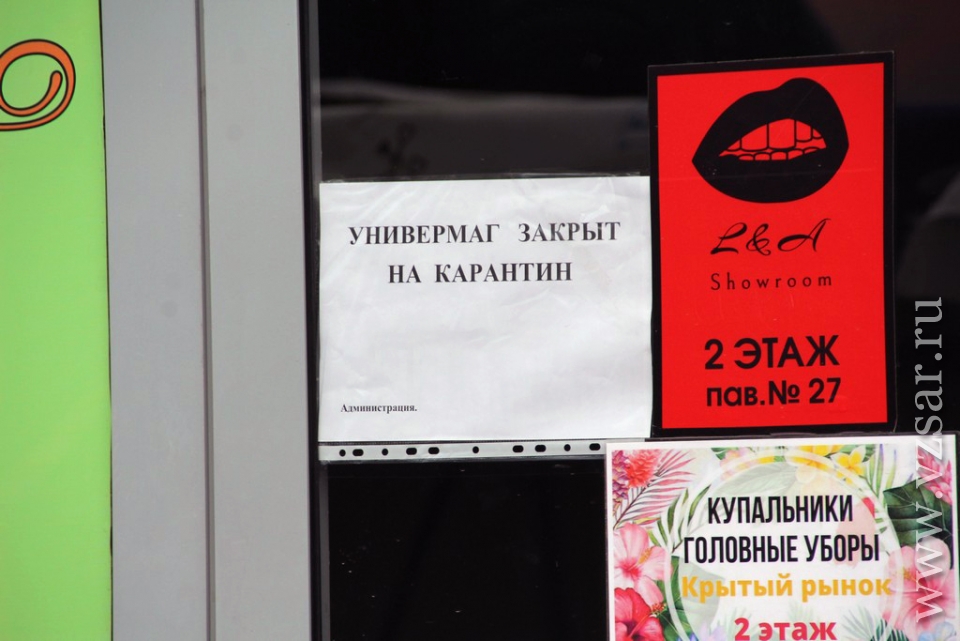 УНИВЕРМАГ ЗАКРЫТ
НА КАРАНТИН
Администрация.
L&A
Showroom
2 ЭТАЖ
пав.№ 27
КУПАЛЬНИКИ
ГОЛОВНЫЕ УБОРЫ
Крытый рынок
2 этаж
www.vzsar.ru